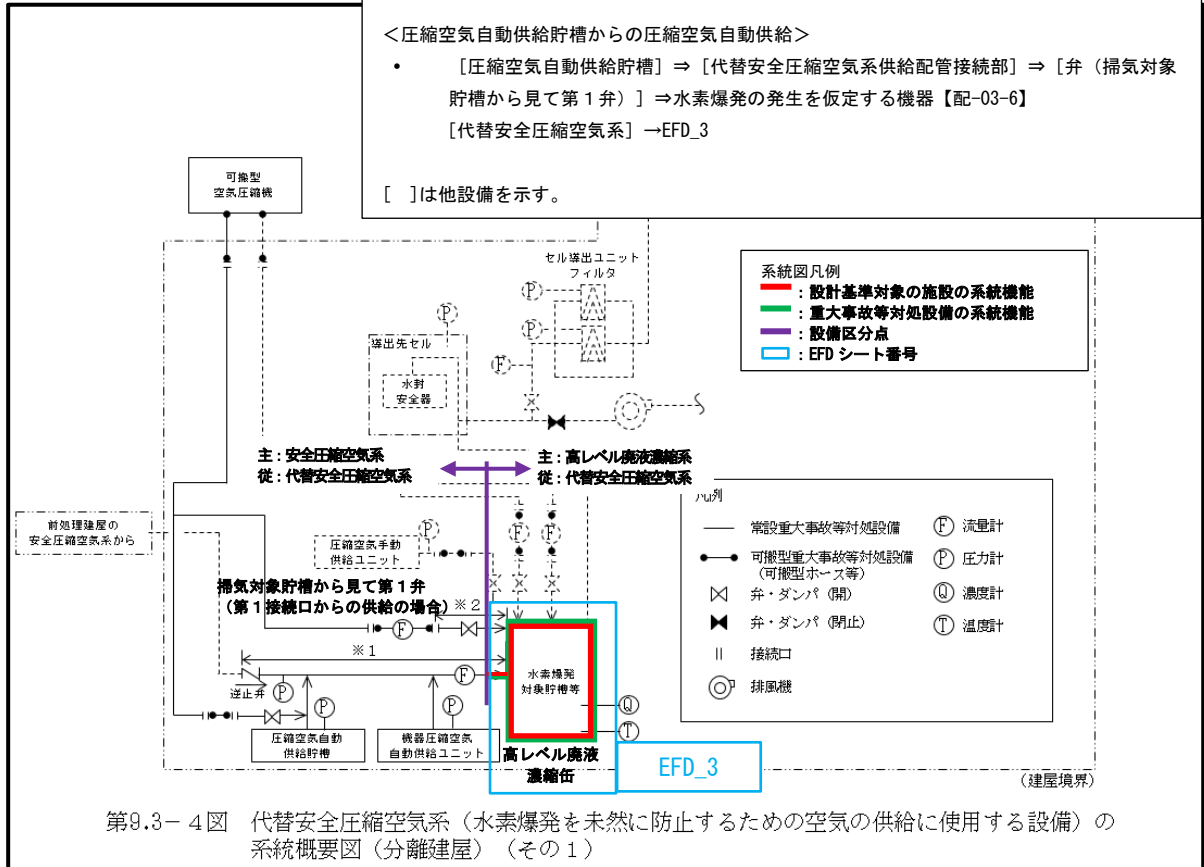 ＜圧縮空気自動供給貯槽からの圧縮空気自動供給＞
・ ［圧縮空気自動供給貯槽］⇒［代替安全圧縮空気系供給配管接続部］⇒［弁（掃気対象
貯槽から見て第１弁）］⇒水素爆発の発生を仮定する機器【配-03-6】
［代替安全圧縮空気系］→EFD_3
［ ］は他設備を示す。
可搬型
空気圧縮機
セル導出ユニット
フィルタ
系統図凡例
：設計基準対象の施設の系統機能
：重大事故等対処設備の系統機能
：設備区分点
：EFDシート番号
P
P
P
F
導出先セル
水封
安全器
主：安全圧縮空気系
従：代替安全圧縮空気系
主：高レベル廃液濃縮系
従：代替安全圧縮空気系
前処理建屋の
安全圧縮空気系から
P
F
F
圧縮空気手動
供給ユニット
掃気対象貯槽から見て第１弁
（第１接続口からの供給の場合）
※２
F
※１
逆止弁
P
P
P
F
水素爆発
対象貯槽等
Q
T
圧縮空気自動
供給貯槽
機器圧縮空気
自動供給ユニット
高レベル廃液
濃縮缶
EFD_3
凡例
常設重大事故等対処設備
F 流量計
可搬型重大事故等対処設備
（可搬型ホース等）
P 圧力計
弁・ダンパ（開）
Q 濃度計
弁・ダンパ（閉止）
T 温度計
接続口
排風機
（建屋境界）
第9.3－４図 代替安全圧縮空気系（水素爆発を未然に防止するための空気の供給に使用する設備）の
系統概要図（分離建屋）（その１）